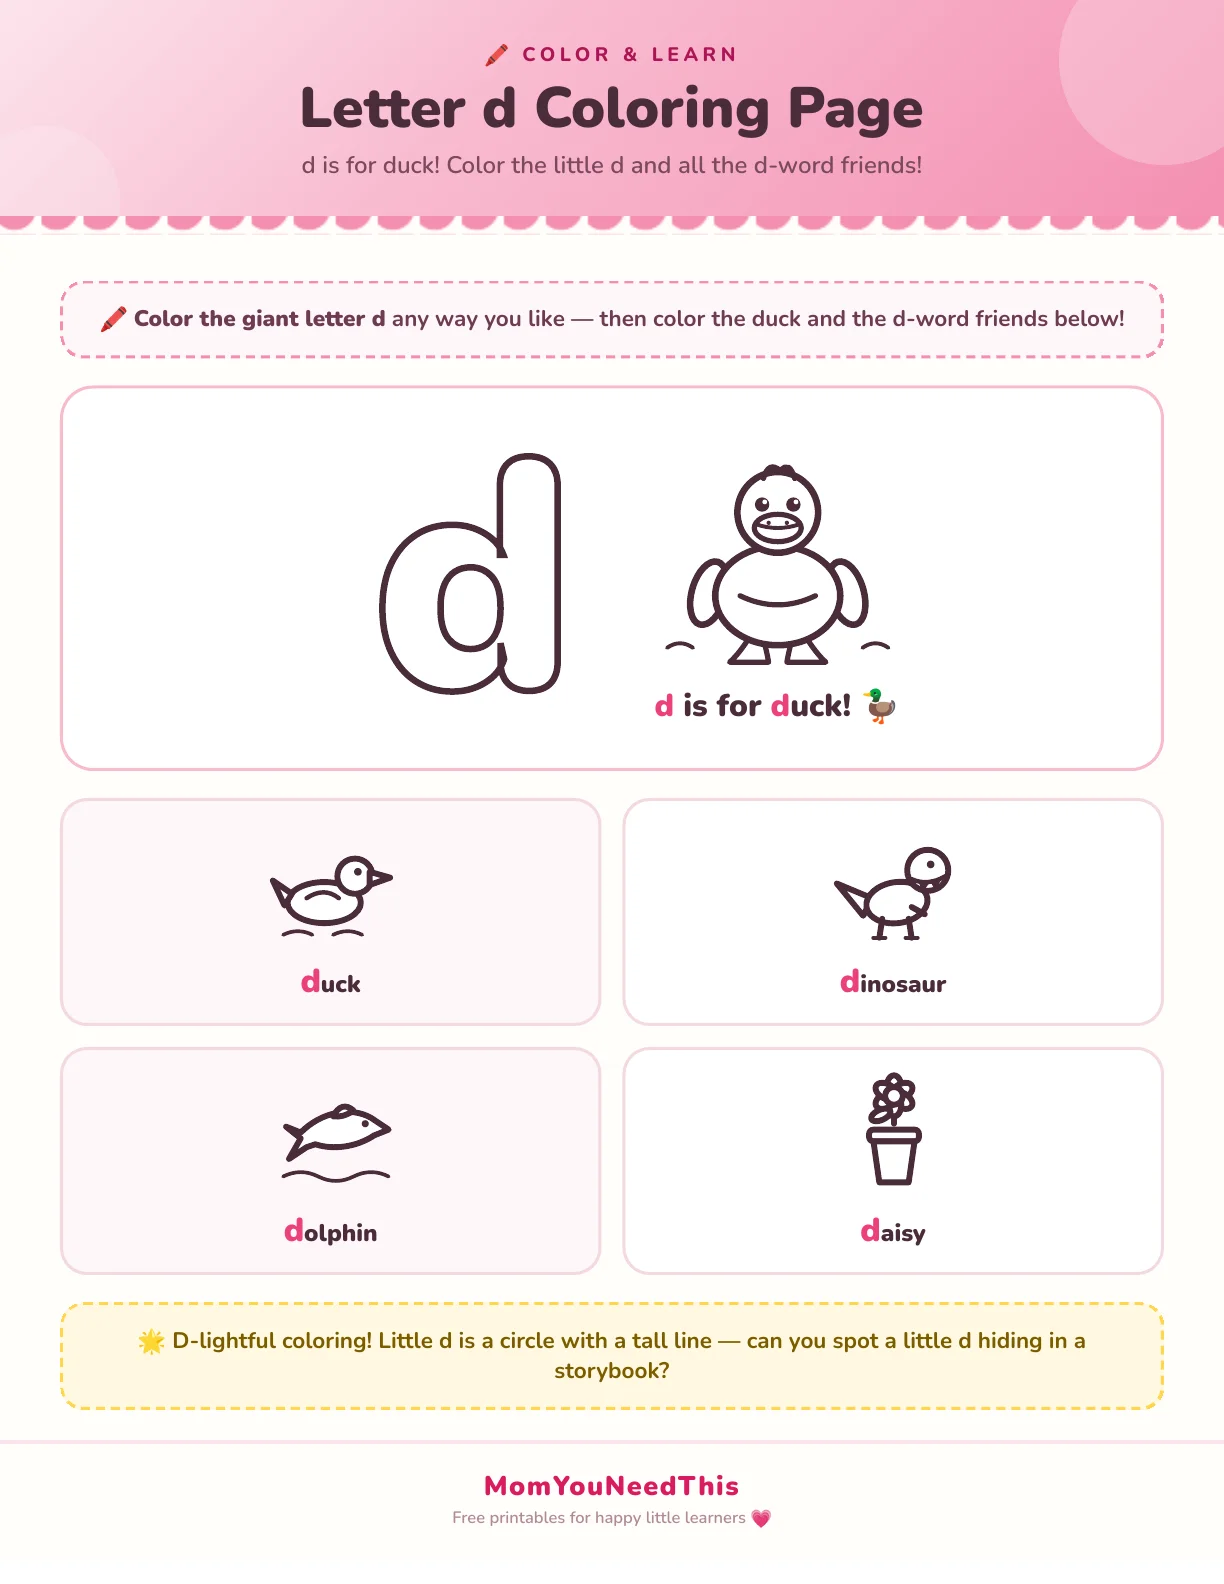 🖍️ COLOR & LEARN
Letter d Coloring Page
d is for duck! Color the little d and all the d-word friends!
🖍️ Color the giant letter d any way you like — then color the duck and the d-word friends below!
d
d is for duck! 🦆
duck
dinosaur
dolphin
daisy
🌟 D-lightful coloring! Little d is a circle with a tall line — can you spot a little d hiding in a
storybook?
MomYouNeedThis
Free printables for happy little learners 💗